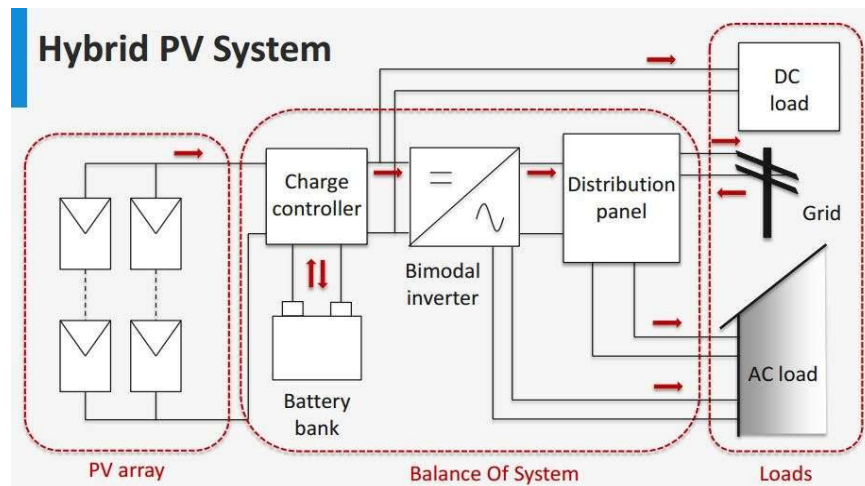 Hybrid PV System
DC
load
Charge
controller
Distribution
panel
Grid
Bimodal
inverter
AC load
Battery
bank
PV array
Balance Of System
Loads